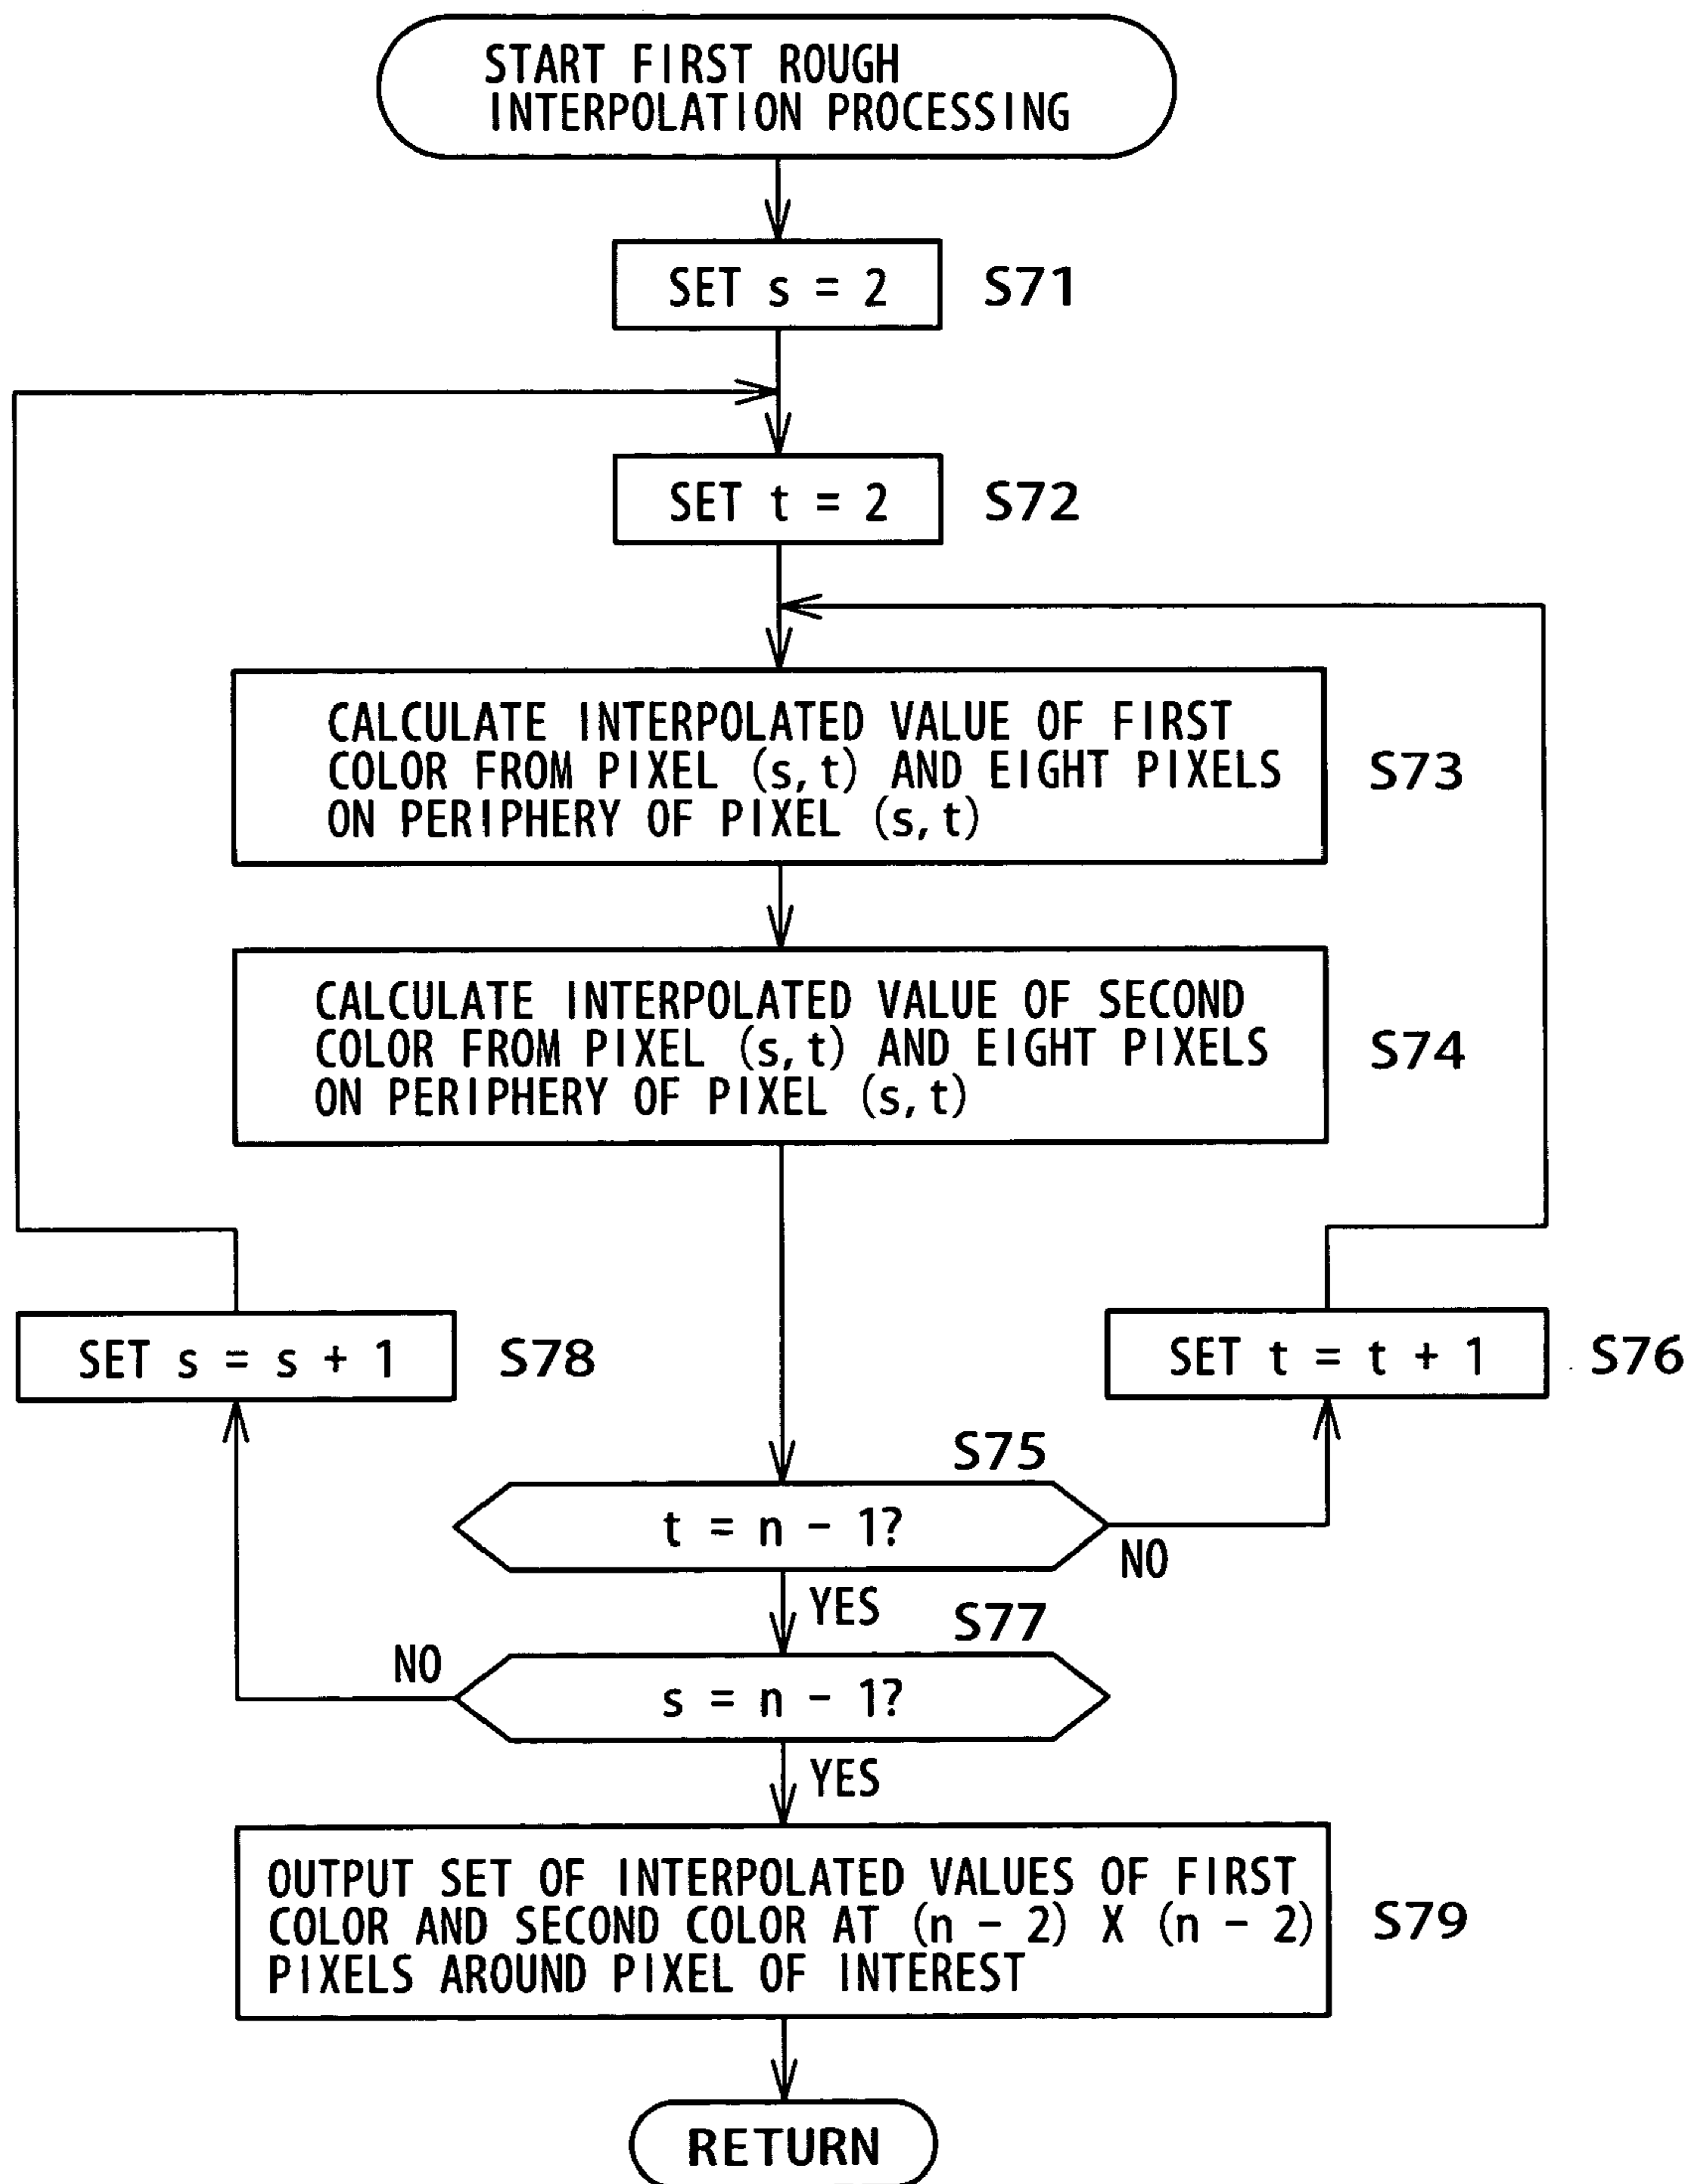 START FIRST ROUGH
INTERPOLATION PROCESSING
SET s = 2
S71
SET t = 2
S72
CALCULATE INTERPOLATED VALUE OF FIRST
COLOR FROM PIXEL (s,t) AND EIGHT PIXELS
ON PERIPHERY OF PIXEL (s,t)
S73
CALCULATE INTERPOLATED VALUE OF SECOND
COLOR FROM PIXEL (s,t) AND EIGHT PIXELS
ON PERIPHERY OF PIXEL (s,t)
S74
SET s = s + 1
S78
SET t = t + 1
S76
S75
t = n - 1?
NO
YES
S77
NO
s = n - 1?
YES
OUTPUT SET OF INTERPOLATED VALUES OF FIRST
COLOR AND SECOND COLOR AT (n - 2) X (n - 2)
PIXELS AROUND PIXEL OF INTEREST
S79
RETURN